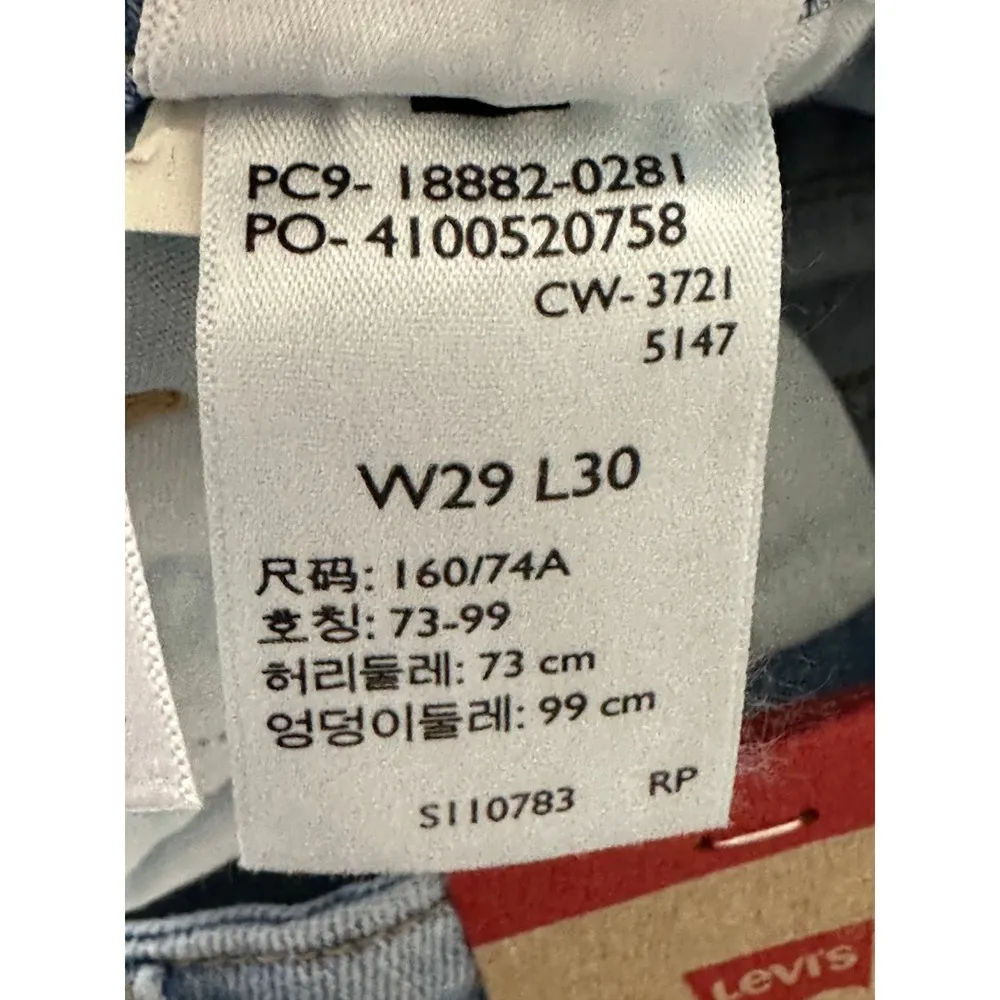 PC9- 18882-0281
PO- 4100520758
CW- 3721
5147
W29 L30
尺码: 160/74A
호칭: 73-99
허리둘레: 73 cm
엉덩이둘레: 99 cm
S110783 RP
Levi's